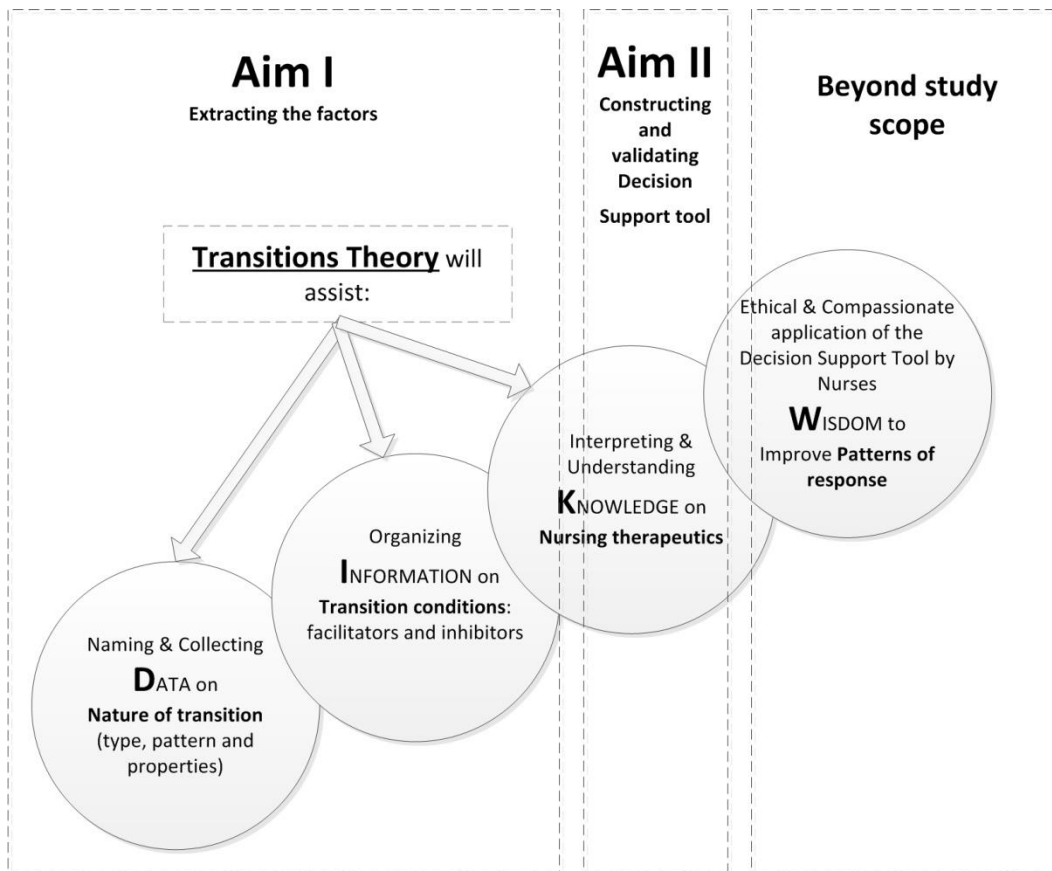 Aim I
Extracting the factors
Aim II
Constructing
and
validating
Decision
Support tool
Beyond study
scope
Transitions Theory will
assist:
Naming & Collecting
DATA on
Nature of transition
(type, pattern and
properties)
Organizing
INFORMATION on
Transition conditions:
facilitators and inhibitors
Interpreting &
Understanding
KNOWLEDGE on
Nursing therapeutics
Ethical & Compassionate
application of the
Decision Support Tool by
Nurses
WISDOM to
Improve Patterns of
response